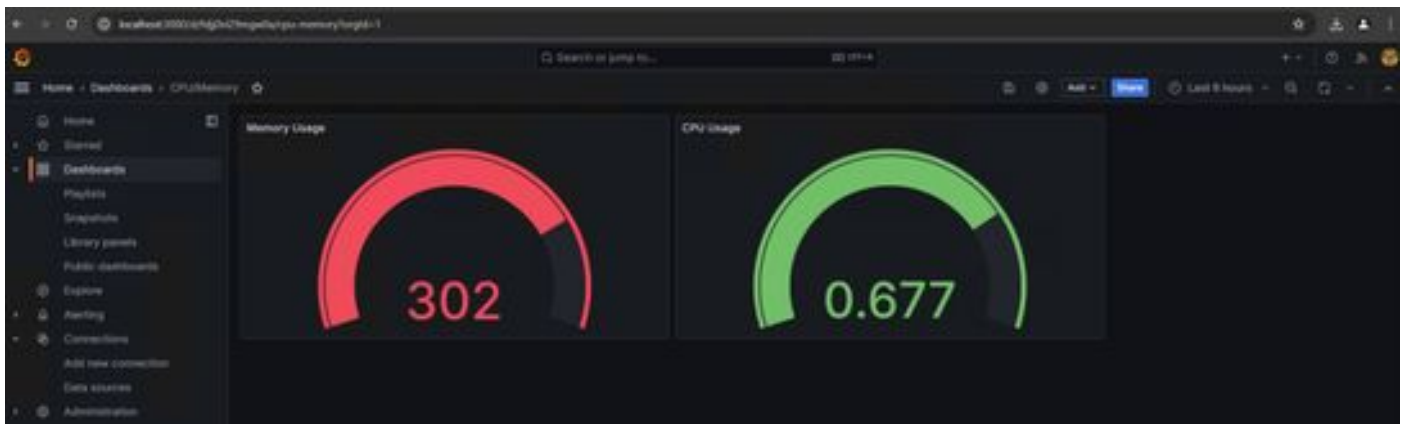 Search or jump to...
Home > Dashboards > CPU/Memory
Add
Share
Last 6 hours
Home
Starred
Dashboards
Playlists
Snapshots
Library panels
Public dashboards
Explore
Alerting
Connections
Add new connection
Data sources
Administration
Memory Usage
302
CPU Usage
0.677